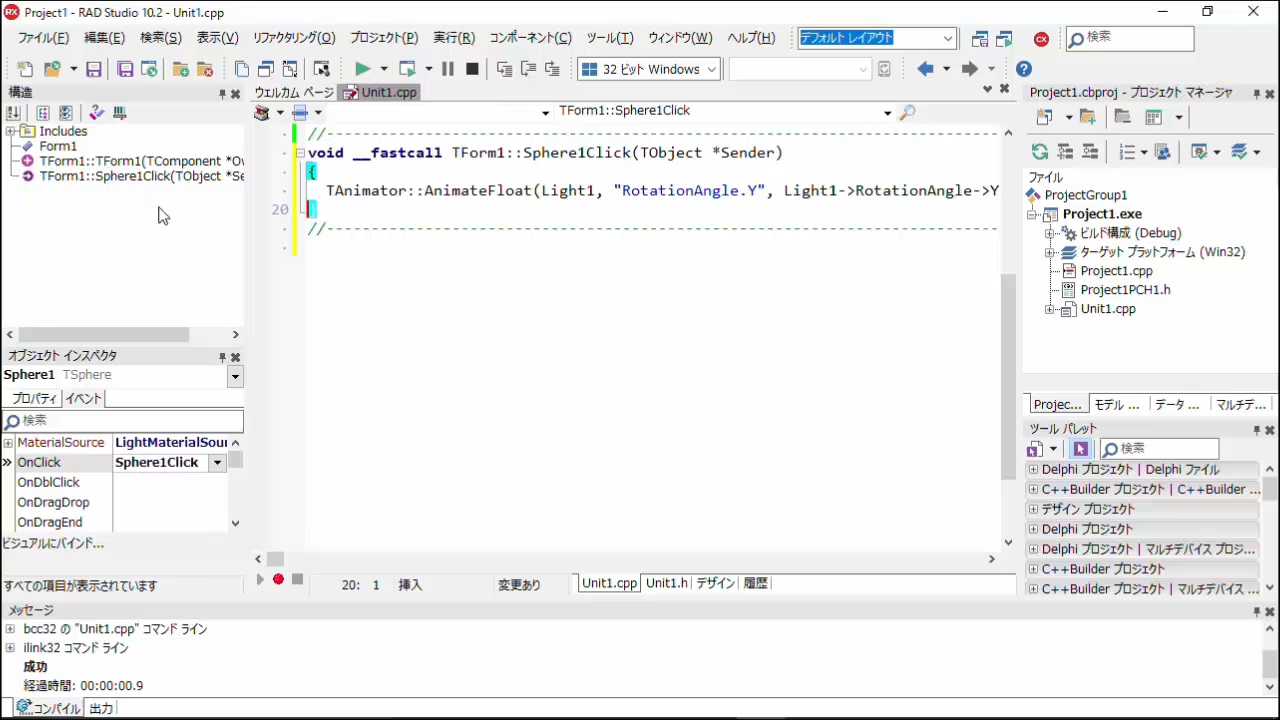 Project1 - RAD Studio 10.2 - Unit1.cpp
ファイル(F) 編集(E) 検索(S) 表示(V) リファクタリング(O) プロジェクト(P) 実行(R) コンポーネント(C) ツール(T) ウィンドウ(W) ヘルプ(H) デフォルト レイアウト 検索
32 ビット Windows
構造
Includes
Form1
TForm1::TForm1(TComponent *Ov
TForm1::Sphere1Click(TObject *Se
オブジェクト インスペクタ
Sphere1 TSphere
プロパティ イベント
検索
MaterialSource LightMaterialSour
OnClick Sphere1Click
OnDblClick
OnDragDrop
OnDragEnd
ビジュアルにバインド...
すべての項目が表示されています
ウェルカム ページ Unit1.cpp
TForm1::Sphere1Click
//---------------------------------------------------------------------------
void __fastcall TForm1::Sphere1Click(TObject *Sender)
{
TAnimator::AnimateFloat(Light1, "RotationAngle.Y", Light1->RotationAngle->Y
20 }
//---------------------------------------------------------------------------
20: 1 挿入 変更あり Unit1.cpp Unit1.h デザイン 履歴
Project1.cbproj - プロジェクト マネージャ
ファイル
ProjectGroup1
Project1.exe
ビルド構成 (Debug)
ターゲット プラットフォーム (Win32)
Project1.cpp
Project1PCH1.h
Unit1.cpp
Projec... モデル ... データ ... マルチデ...
ツール パレット
検索
Delphi プロジェクト | Delphi ファイル
C++Builder プロジェクト | C++Builder ...
デザイン プロジェクト
Delphi プロジェクト
Delphi プロジェクト | マルチデバイス プロジ...
C++Builder プロジェクト
C++Builder プロジェクト | マルチデバイス ...
メッセージ
bcc32 の "Unit1.cpp" コマンド ライン
ilink32 コマンド ライン
成功
経過時間: 00:00:00.9
コンパイル 出力